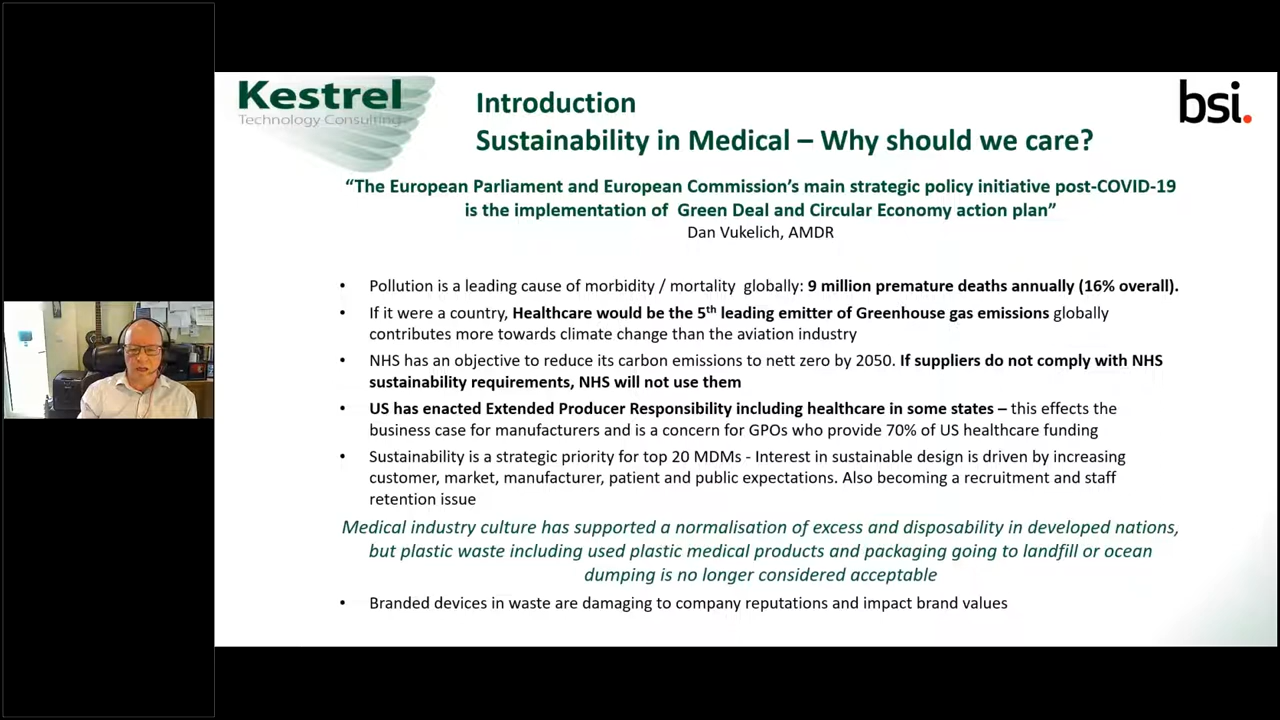 Kestrel
Technology Consulting
bsi.
Introduction
Sustainability in Medical – Why should we care?
“The European Parliament and European Commission’s main strategic policy initiative post-COVID-19
is the implementation of Green Deal and Circular Economy action plan”
Dan Vukelich, AMDR
• Pollution is a leading cause of morbidity / mortality globally: 9 million premature deaths annually (16% overall).
• If it were a country, Healthcare would be the 5th leading emitter of Greenhouse gas emissions globally
contributes more towards climate change than the aviation industry
• NHS has an objective to reduce its carbon emissions to nett zero by 2050. If suppliers do not comply with NHS
sustainability requirements, NHS will not use them
• US has enacted Extended Producer Responsibility including healthcare in some states – this effects the
business case for manufacturers and is a concern for GPOs who provide 70% of US healthcare funding
• Sustainability is a strategic priority for top 20 MDMs - Interest in sustainable design is driven by increasing
customer, market, manufacturer, patient and public expectations. Also becoming a recruitment and staff
retention issue
Medical industry culture has supported a normalisation of excess and disposability in developed nations,
but plastic waste including used plastic medical products and packaging going to landfill or ocean
dumping is no longer considered acceptable
• Branded devices in waste are damaging to company reputations and impact brand values